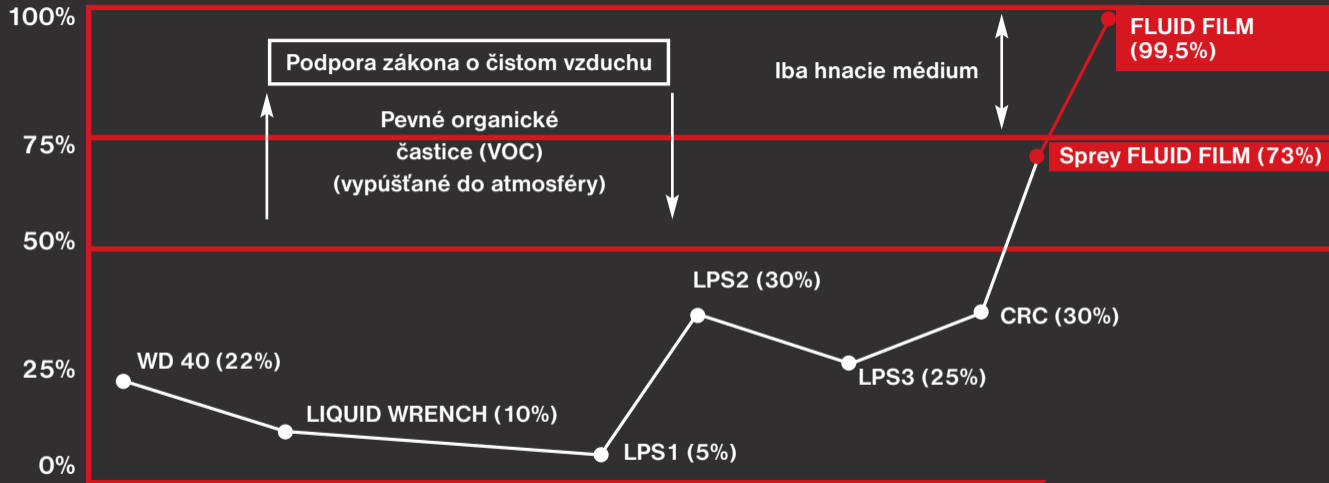 100%
75%
50%
25%
0%
Podpora zákona o čistom vzduchu
Pevné organické
častice (VOC)
(vypúšťané do atmosféry)
Iba hnacie médium
FLUID FILM
(99,5%)
Sprey FLUID FILM (73%)
LPS2 (30%)
CRC (30%)
WD 40 (22%)
LPS3 (25%)
LIQUID WRENCH (10%)
LPS1 (5%)